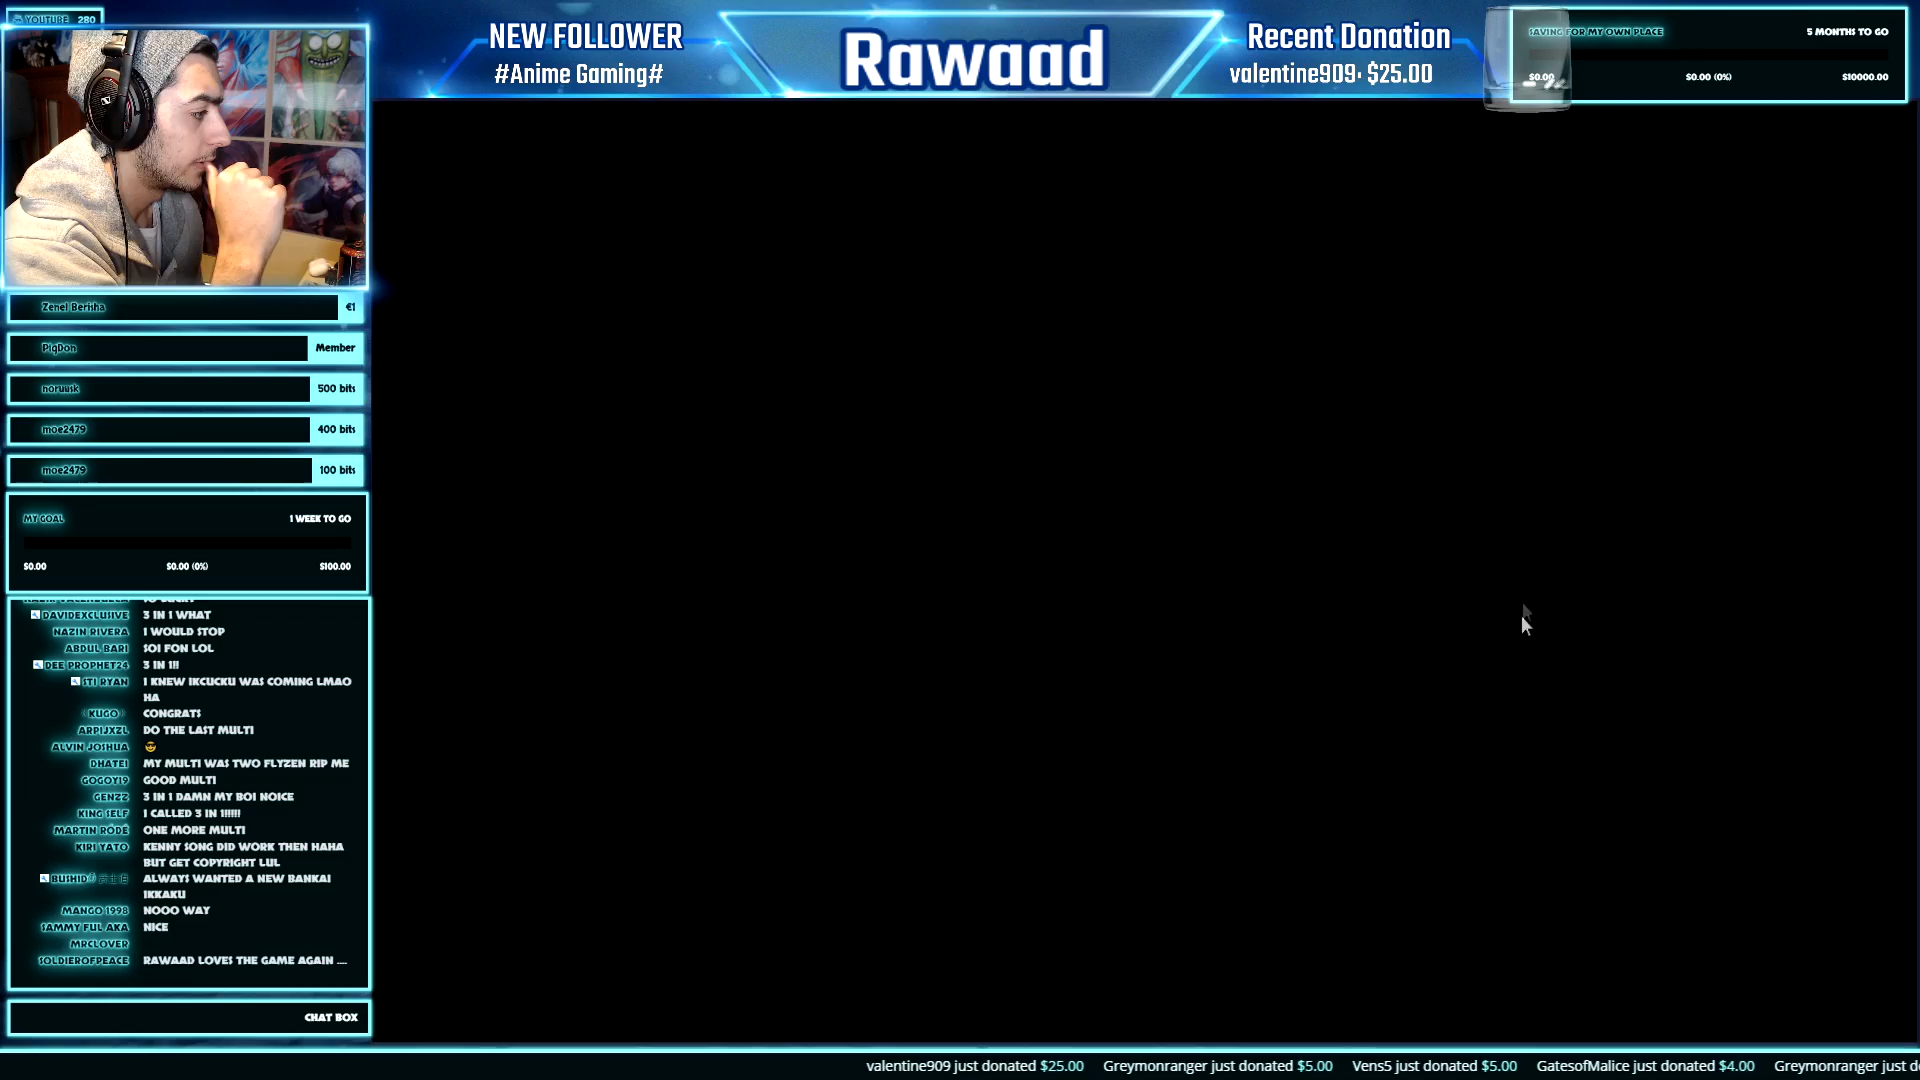 YOUTUBE 280
NEW FOLLOWER
#Anime Gaming#
Rawaad
Recent Donation
valentine909: $25.00
SAVING FOR MY OWN PLACE 5 MONTHS TO GO
$0.00 $0.00 (0%) $10000.00
Zenel Berisha €1
PiqDon Member
noruusk 500 bits
moe2479 400 bits
moe2479 100 bits
MY GOAL 1 WEEK TO GO
$0.00 $0.00 (0%) $100.00
DAVIDEXCLUSIVE 3 IN 1 WHAT
NAZIN RIVERA I WOULD STOP
ABDUL BARI SOI FON LOL
DEE PROPHET24 3 IN 1!!
STI RYAN I KNEW IKCUCKU WAS COMING LMAO
HA
KUGO CONGRATS
ARPIJXZL DO THE LAST MULTI
ALVIN JOSHUA 😎
DHATEI MY MULTI WAS TWO FLYZEN RIP ME
GOGOY19 GOOD MULTI
GENZZ 3 IN 1 DAMN MY BOI NOICE
KING SELF I CALLED 3 IN 1!!!!!!
MARTIN RÓDÉ ONE MORE MULTI
KIRI YATO KENNY SONG DID WORK THEN HAHA
BUT GET COPYRIGHT LUL
BUSHID ALWAYS WANTED A NEW BANKAI
IKKAKU
MANGO 1998 NOOO WAY
SAMMY FUL AKA NICE
MRCLOVER
SOLDIEROFPEACE RAWAAD LOVES THE GAME AGAIN ....
CHAT BOX
valentine909 just donated $25.00 Greymonranger just donated $5.00 Vens5 just donated $5.00 GatesofMalice just donated $4.00 Greymonranger just d